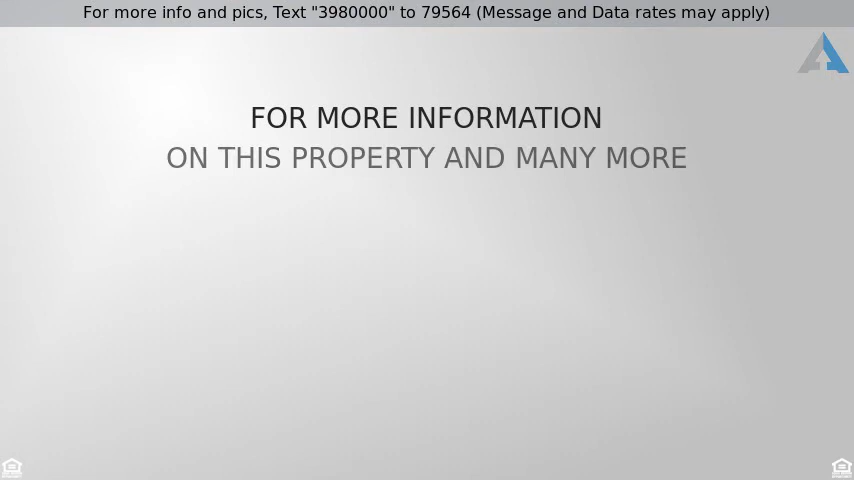 For more info and pics, Text "3980000" to 79564 (Message and Data rates may apply)
FOR MORE INFORMATION
ON THIS PROPERTY AND MANY MORE